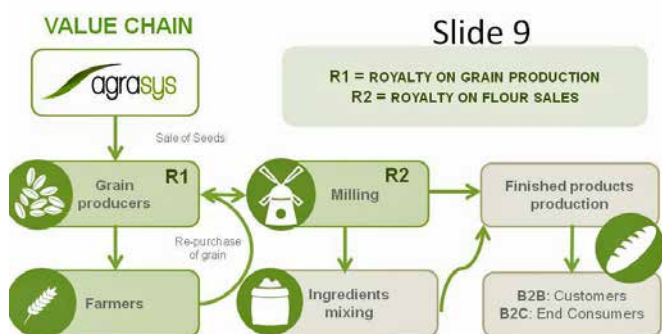 VALUE CHAIN
Slide 9
agrasys
R1 = ROYALTY ON GRAIN PRODUCTION
R2 = ROYALTY ON FLOUR SALES
Sale of Seeds
Grain
producers
R1
Milling
R2
Finished products
production
Re-purchase
of grain
Farmers
Ingredients
mixing
B2B: Customers
B2C: End Consumers